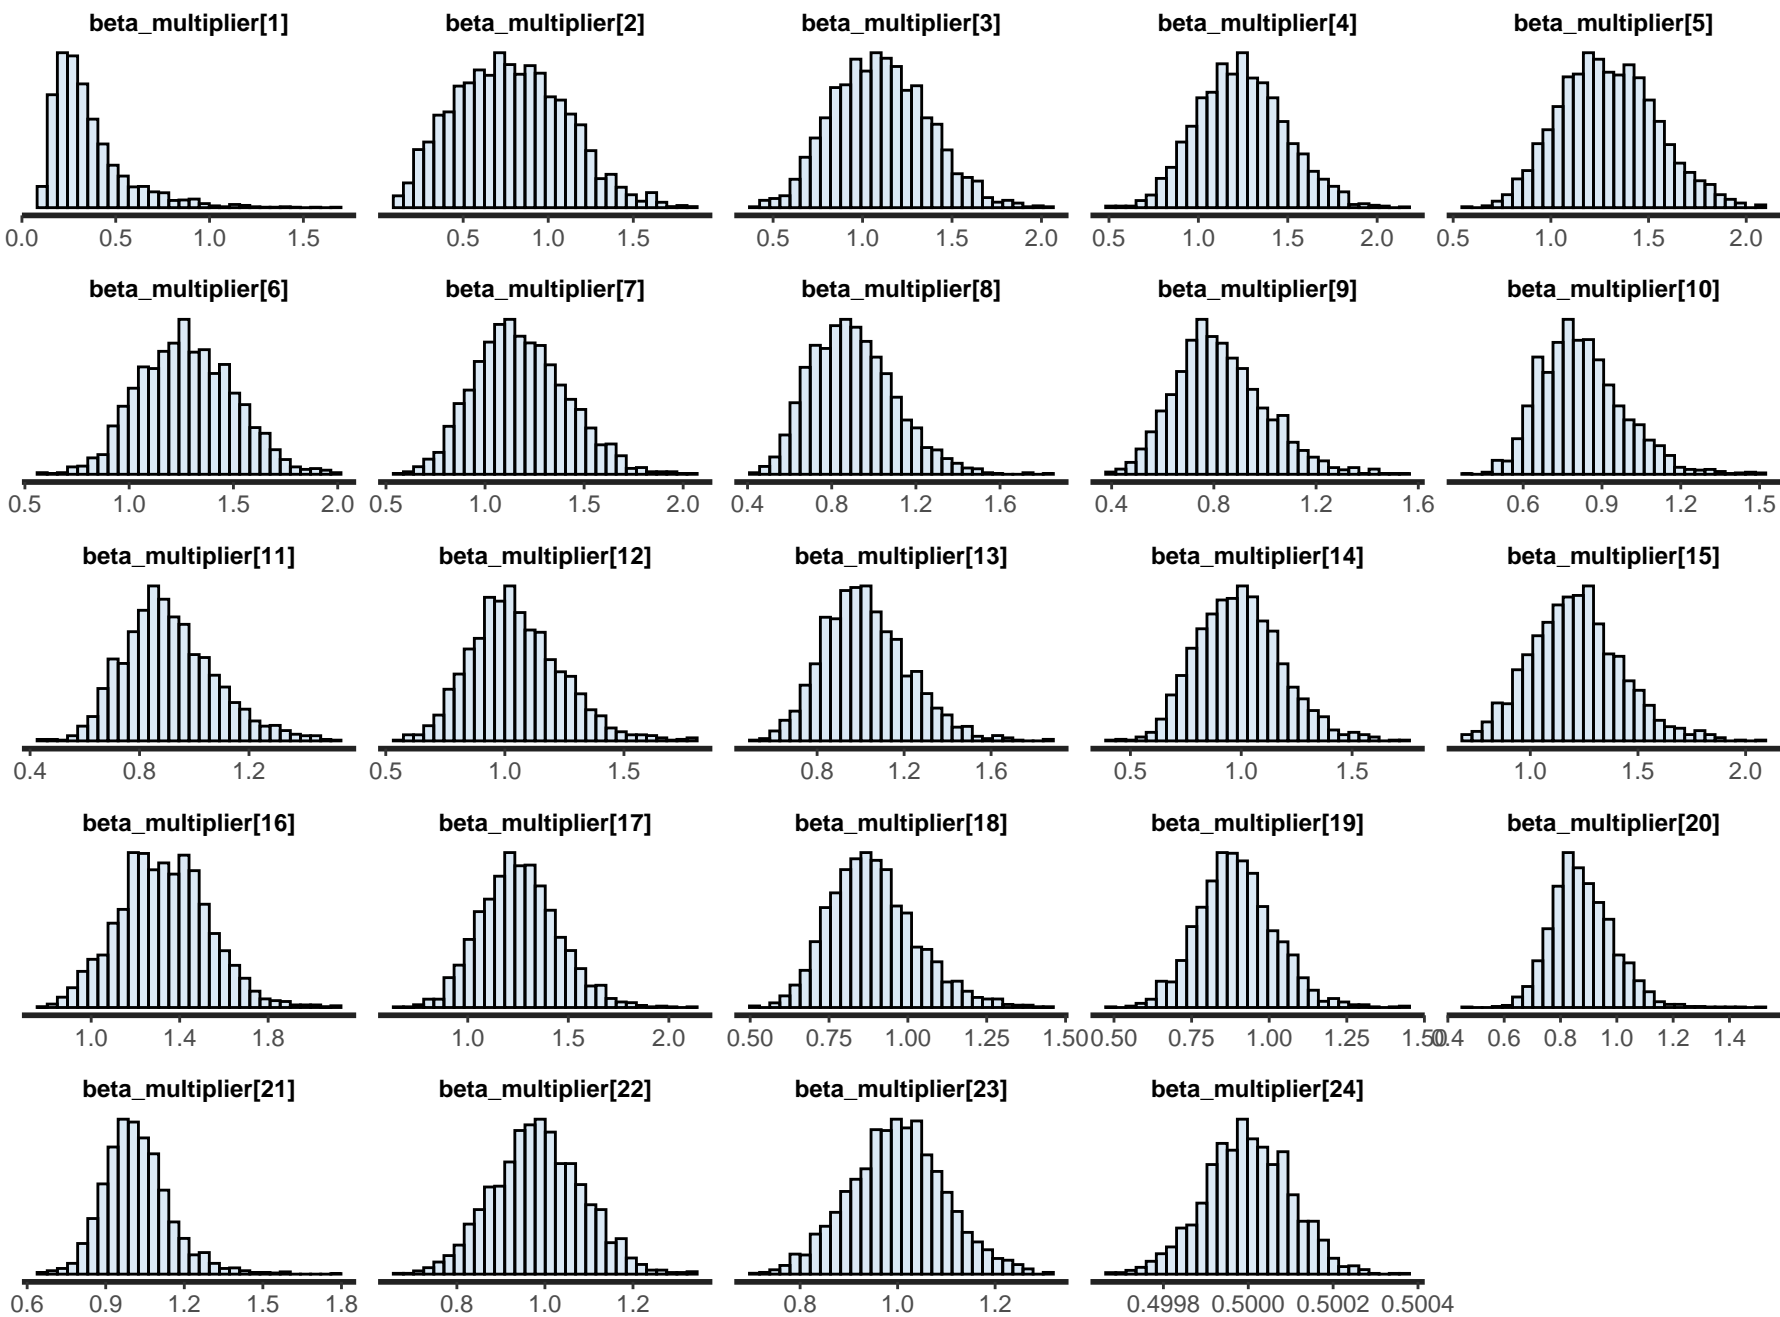 beta_multiplier[1] beta_multiplier[2] beta_multiplier[3] beta_multiplier[4] beta_multiplier[5]
0.0 0.5 1.0 1.5 0.5 1.0 1.5 0.5 1.0 1.5 2.0 0.5 1.0 1.5 2.0 0.5 1.0 1.5 2.0
beta_multiplier[6] beta_multiplier[7] beta_multiplier[8] beta_multiplier[9] beta_multiplier[10]
0.5 1.0 1.5 2.0 0.5 1.0 1.5 2.0 0.4 0.8 1.2 1.6 0.4 0.8 1.2 1.6 0.6 0.9 1.2 1.5
beta_multiplier[11] beta_multiplier[12] beta_multiplier[13] beta_multiplier[14] beta_multiplier[15]
0.4 0.8 1.2 0.5 1.0 1.5 0.8 1.2 1.6 0.5 1.0 1.5 1.0 1.5 2.0
beta_multiplier[16] beta_multiplier[17] beta_multiplier[18] beta_multiplier[19] beta_multiplier[20]
1.0 1.4 1.8 1.0 1.5 2.0 0.50 0.75 1.00 1.25 1.50 0.50 0.75 1.00 1.25 1.50 0.4 0.6 0.8 1.0 1.2 1.4
beta_multiplier[21] beta_multiplier[22] beta_multiplier[23] beta_multiplier[24]
0.6 0.9 1.2 1.5 1.8 0.8 1.0 1.2 0.8 1.0 1.2 0.4998 0.5000 0.5002 0.5004